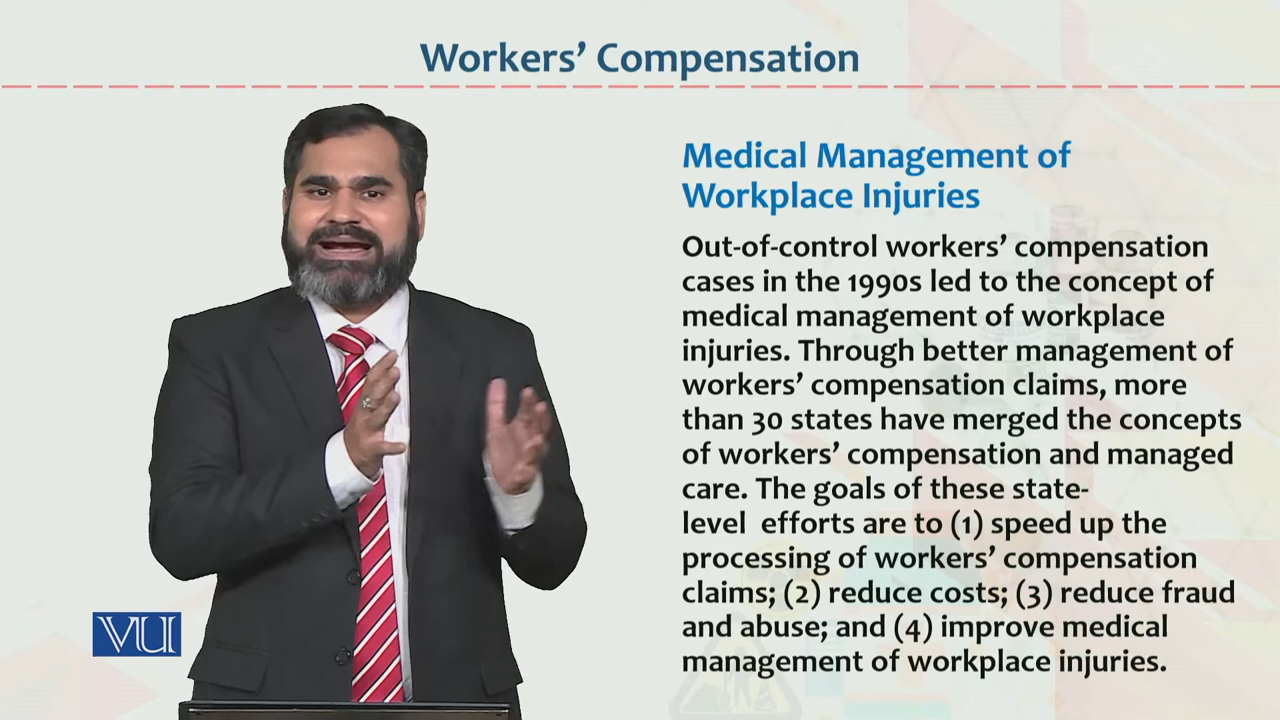 Workers’ Compensation
Medical Management of
Workplace Injuries
Out-of-control workers’ compensation
cases in the 1990s led to the concept of
medical management of workplace
injuries. Through better management of
workers’ compensation claims, more
than 30 states have merged the concepts
of workers’ compensation and managed
care. The goals of these state-
level  efforts are to (1) speed up the
processing of workers’ compensation
claims; (2) reduce costs; (3) reduce fraud
and abuse; and (4) improve medical
management of workplace injuries.
VU